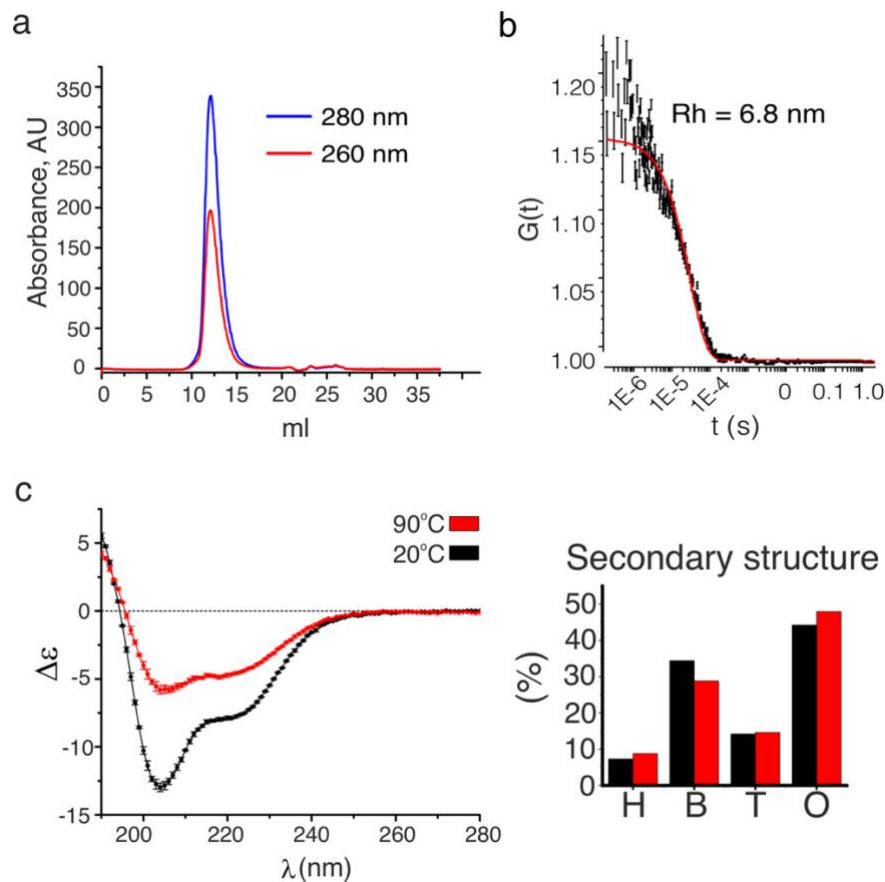 a
350
300
250
200
150
100
50
0
Absorbance, AU
280 nm
260 nm
0 5 10 15 20 25 30 35
ml
b
1.20
1.15
1.10
1.05
1.00
G(t)
Rh = 6.8 nm
1E-6 1E-5 1E-4 0 0.1 1.0
t (s)
c
5
0
-5
-10
-15
Δε
90°C
20°C
200 220 240 260 280
λ(nm)
Secondary structure
50
40
30
20
10
0
(%)
H B T O